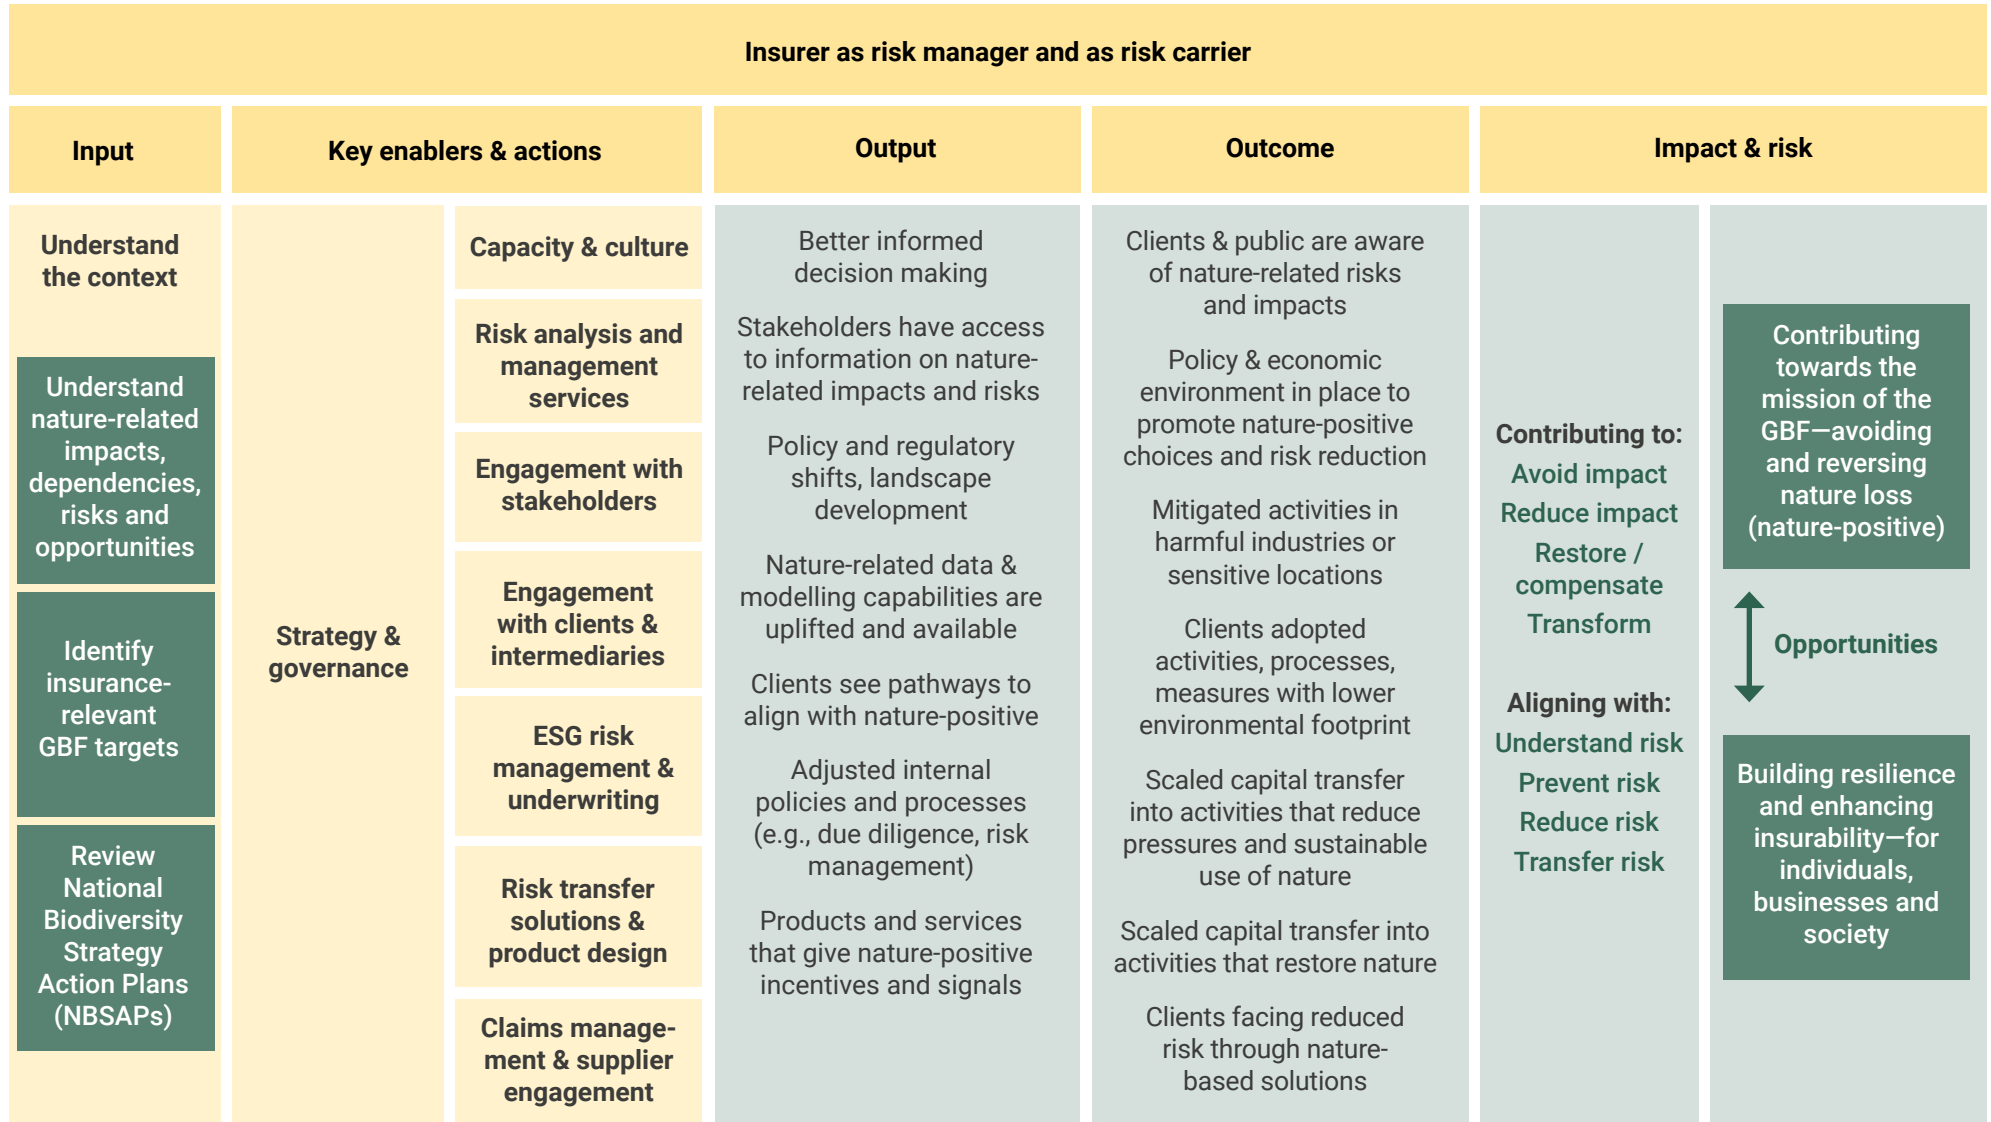 Insurer as risk manager and as risk carrier
Input
Key enablers & actions
Output
Outcome
Impact & risk
Understand
the context
Understand
nature-related
impacts,
dependencies,
risks and
opportunities
Identify
insurance-
relevant
GBF targets
Review
National
Biodiversity
Strategy
Action Plans
(NBSAPs)
Strategy &
governance
Capacity & culture
Risk analysis and
management
services
Engagement with
stakeholders
Engagement
with clients &
intermediaries
ESG risk
management &
underwriting
Risk transfer
solutions &
product design
Claims manage-
ment & supplier
engagement
Better informed
decision making
Stakeholders have access
to information on nature-
related impacts and risks
Policy and regulatory
shifts, landscape
development
Nature-related data &
modelling capabilities are
uplifted and available
Clients see pathways to
align with nature-positive
Adjusted internal
policies and processes
(e.g., due diligence, risk
management)
Products and services
that give nature-positive
incentives and signals
Clients & public are aware
of nature-related risks
and impacts
Policy & economic
environment in place to
promote nature-positive
choices and risk reduction
Mitigated activities in
harmful industries or
sensitive locations
Clients adopted
activities, processes,
measures with lower
environmental footprint
Scaled capital transfer
into activities that reduce
pressures and sustainable
use of nature
Scaled capital transfer into
activities that restore nature
Clients facing reduced
risk through nature-
based solutions
Contributing to:
Avoid impact
Reduce impact
Restore /
compensate
Transform
Aligning with:
Understand risk
Prevent risk
Reduce risk
Transfer risk
Contributing
towards the
mission of the
GBF—avoiding
and reversing
nature loss
(nature-positive)
Opportunities
Building resilience
and enhancing
insurability—for
individuals,
businesses and
society